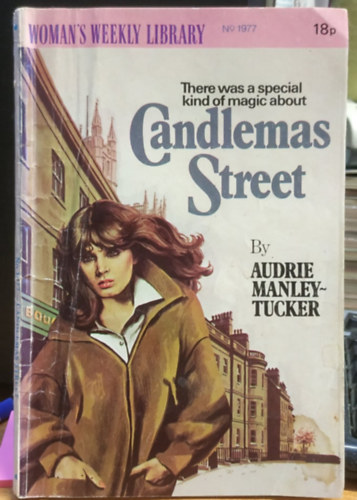 WOMAN'S WEEKLY LIBRARY No 1977 18p
There was a special
kind of magic about
Candlemas
Street
By
AUDRIE
MANLEY-
TUCKER